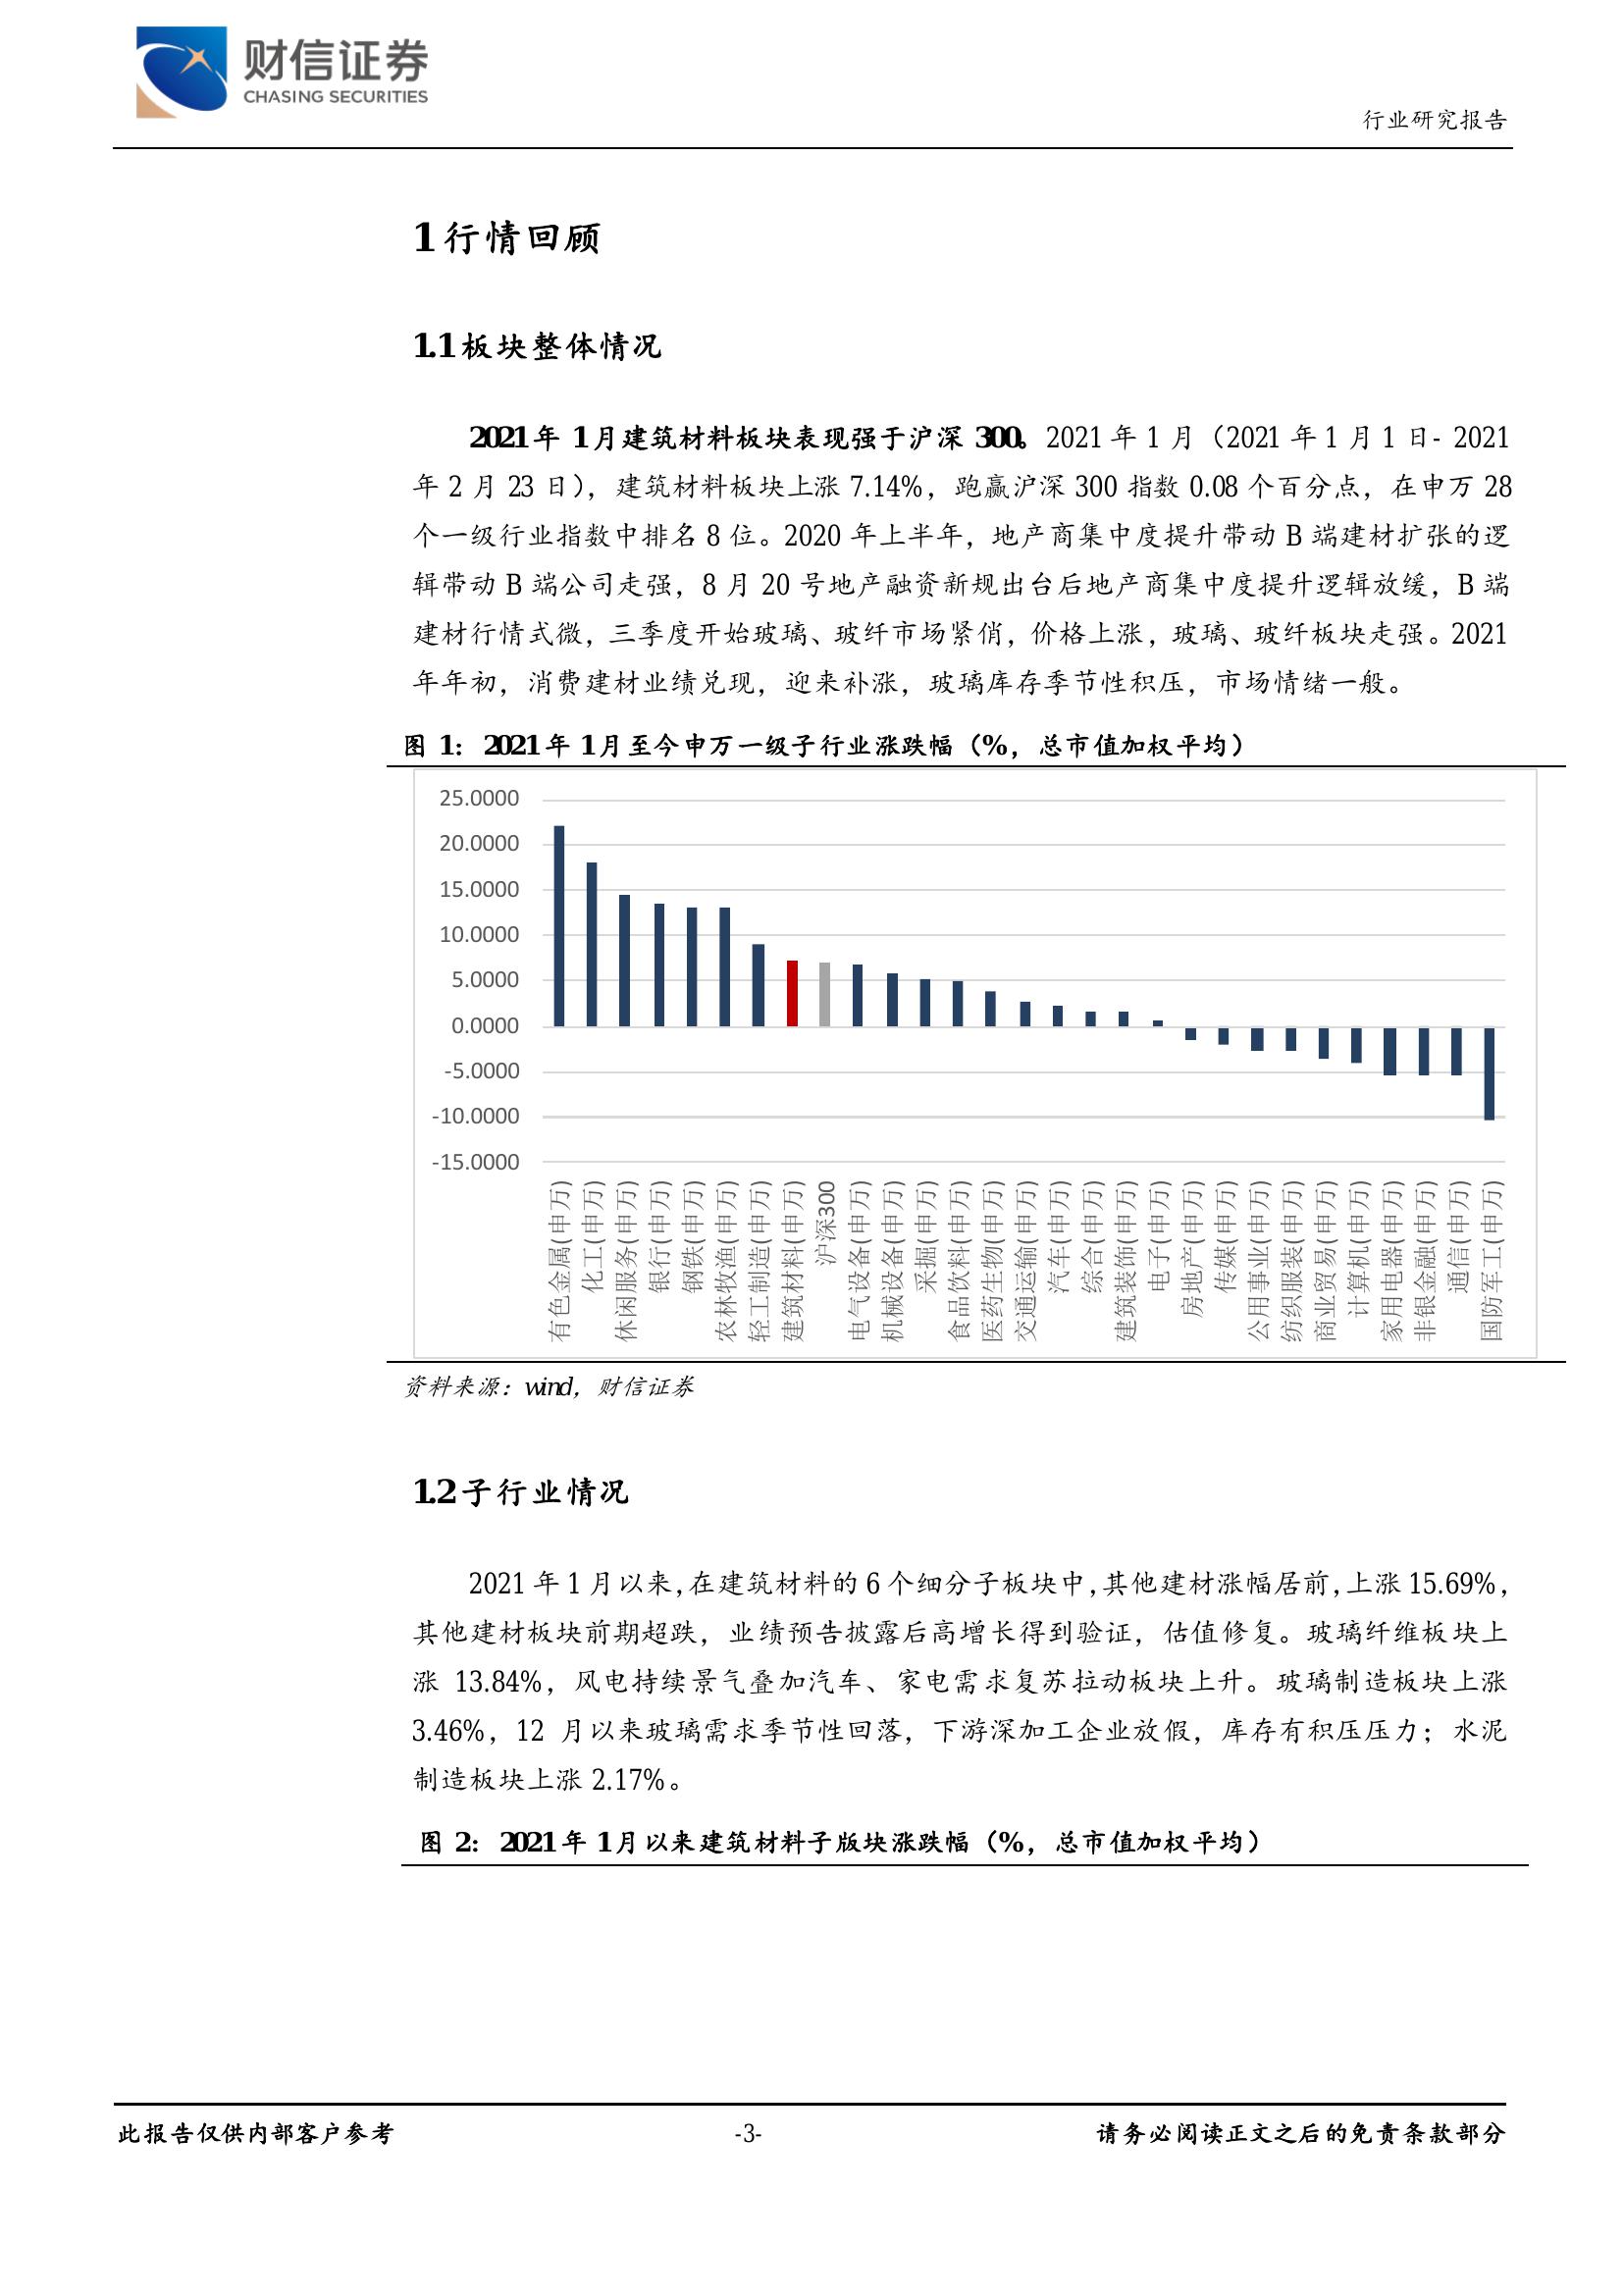 财信证券
CHASING SECURITIES
行业研究报告
1 行情回顾
1.1 板块整体情况
2021 年 1 月建筑材料板块表现强于沪深 300。2021 年 1 月（2021 年 1 月 1 日- 2021
年 2 月 23 日），建筑材料板块上涨 7.14%，跑赢沪深 300 指数 0.08 个百分点，在申万 28
个一级行业指数中排名 8 位。2020 年上半年，地产商集中度提升带动 B 端建材扩张的逻
辑带动 B 端公司走强，8 月 20 号地产融资新规出台后地产商集中度提升逻辑放缓，B 端
建材行情式微，三季度开始玻璃、玻纤市场紧俏，价格上涨，玻璃、玻纤板块走强。2021
年年初，消费建材业绩兑现，迎来补涨，玻璃库存季节性积压，市场情绪一般。
图 1：2021 年 1 月至今申万一级子行业涨跌幅（%，总市值加权平均）
25.0000
20.0000
15.0000
10.0000
5.0000
0.0000
-5.0000
-10.0000
-15.0000
有色金属(申万)
化工(申万)
休闲服务(申万)
银行(申万)
钢铁(申万)
农林牧渔(申万)
轻工制造(申万)
建筑材料(申万)
沪深300
电气设备(申万)
机械设备(申万)
采掘(申万)
食品饮料(申万)
医药生物(申万)
交通运输(申万)
汽车(申万)
综合(申万)
建筑装饰(申万)
电子(申万)
房地产(申万)
传媒(申万)
公用事业(申万)
纺织服装(申万)
商业贸易(申万)
计算机(申万)
家用电器(申万)
非银金融(申万)
通信(申万)
国防军工(申万)
资料来源：wind，财信证券
1.2 子行业情况
2021 年 1 月以来，在建筑材料的 6 个细分子板块中，其他建材涨幅居前，上涨 15.69%，
其他建材板块前期超跌，业绩预告披露后高增长得到验证，估值修复。玻璃纤维板块上
涨 13.84%，风电持续景气叠加汽车、家电需求复苏拉动板块上升。玻璃制造板块上涨
3.46%，12 月以来玻璃需求季节性回落，下游深加工企业放假，库存有积压压力；水泥
制造板块上涨 2.17%。
图 2：2021 年 1 月以来建筑材料子版块涨跌幅（%，总市值加权平均）
此报告仅供内部客户参考
-3-
请务必阅读正文之后的免责条款部分